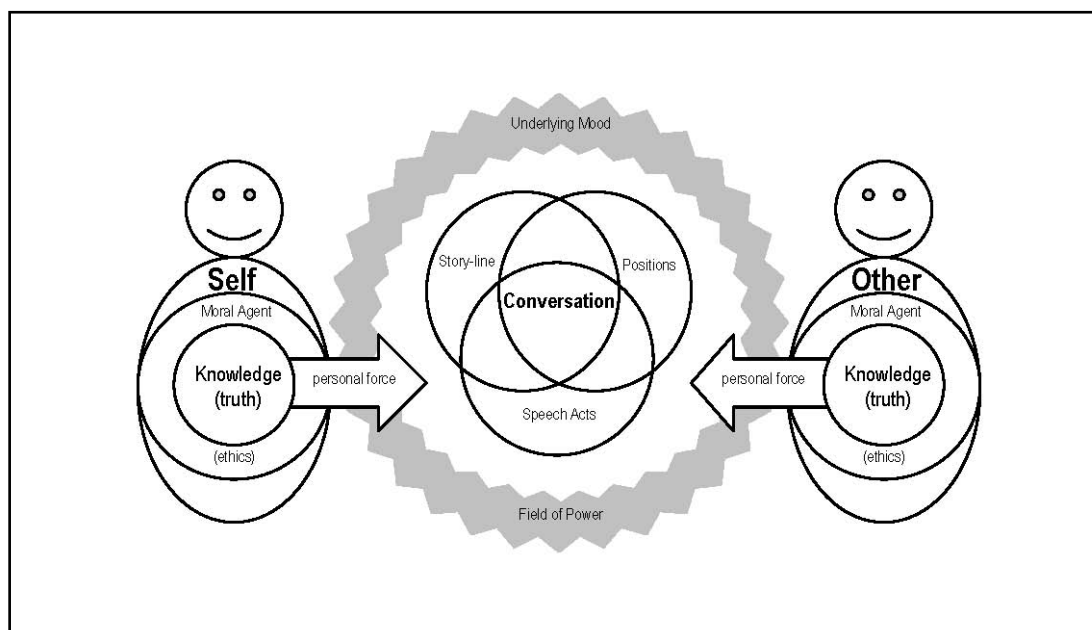 Underlying Mood
Self
Moral Agent
Knowledge
(truth)
(ethics)
personal force
Story-line
Positions
Conversation
Speech Acts
Field of Power
personal force
Other
Moral Agent
Knowledge
(truth)
(ethics)